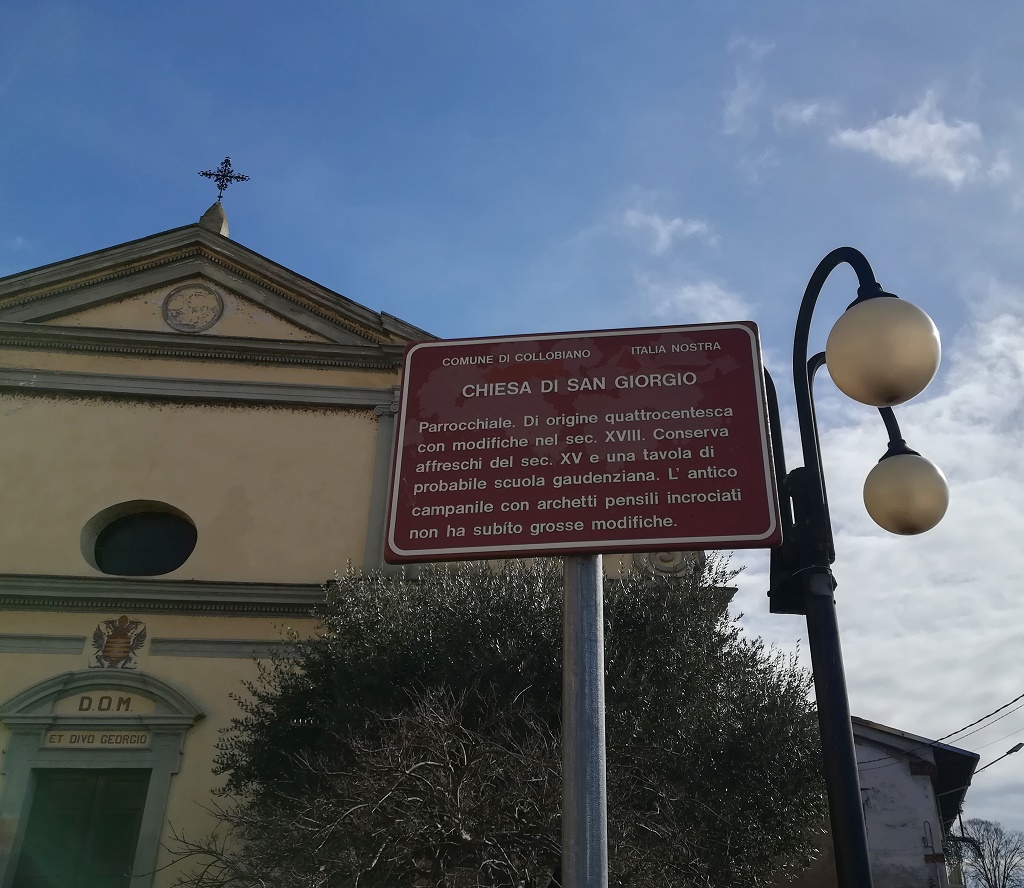 COMUNE DI COLLOBIANO ITALIA NOSTRA
CHIESA DI SAN GIORGIO
Parrocchiale. Di origine quattrocentesca
con modifiche nel sec. XVIII. Conserva
affreschi del sec. XV e una tavola di
probabile scuola gaudenziana. L' antico
campanile con archetti pensili incrociati
non ha subíto grosse modifiche.
D.O.M.
ET DIVO GEORGIO